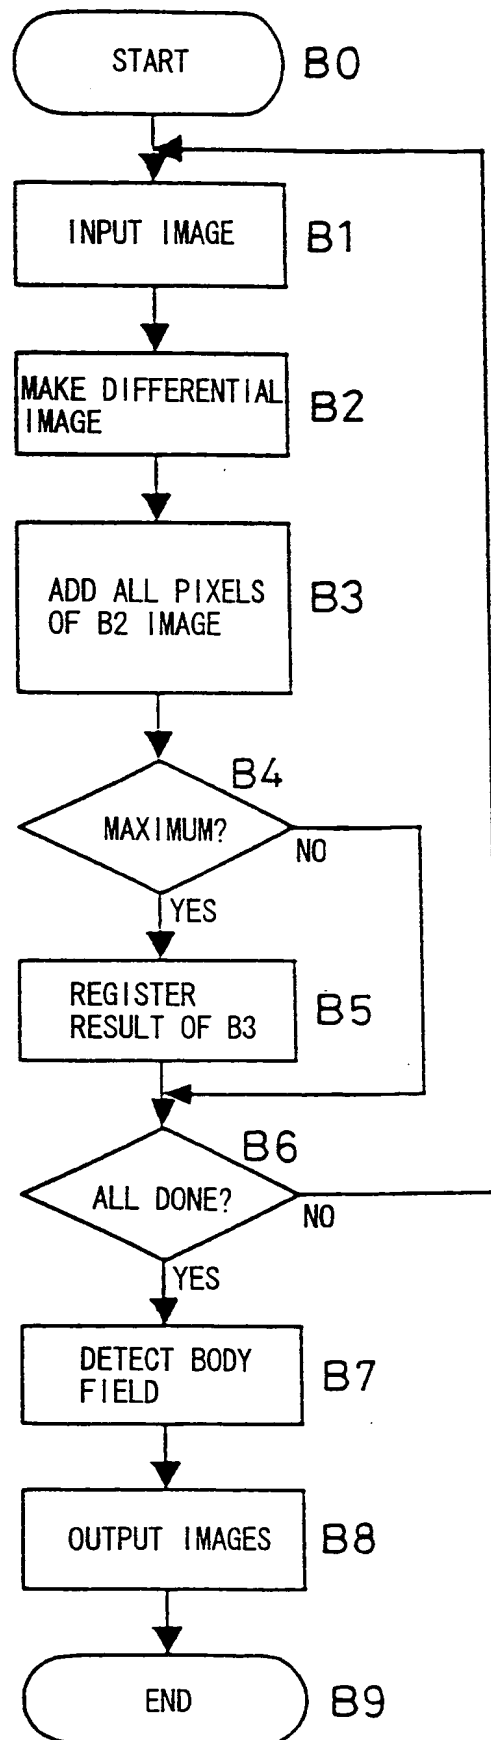 START B0
INPUT IMAGE B1
MAKE DIFFERENTIAL
IMAGE
B2
ADD ALL PIXELS
OF B2 IMAGE
B3
B4
MAXIMUM?
NO
YES
REGISTER
RESULT OF B3
B5
B6
ALL DONE?
NO
YES
DETECT BODY
FIELD
B7
OUTPUT IMAGES B8
END B9